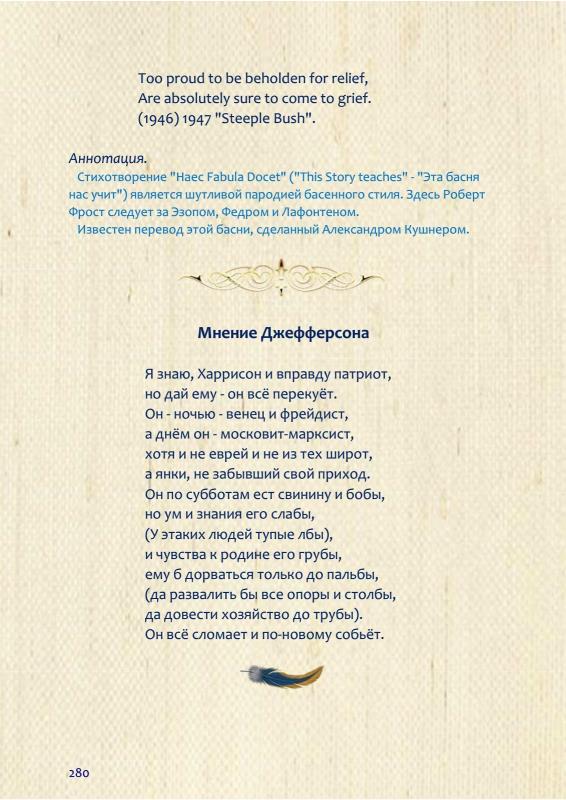 Too proud to be beholden for relief,
Are absolutely sure to come to grief.
(1946) 1947 "Steeple Bush".
Аннотация.
Стихотворение "Haec Fabula Docet" ("This Story teaches" - "Эта басня
нас учит") является шутливой пародией басенного стиля. Здесь Роберт
Фрост следует за Эзопом, Федром и Лафонтеном.
Известен перевод этой басни, сделанный Александром Кушнером.
Мнение Джефферсона
Я знаю, Харрисон и вправду патриот,
но дай ему - он всё перекуёт.
Он - ночью - венец и фрейдист,
а днём он - московит-марксист,
хотя и не еврей и не из тех широт,
а янки, не забывший свой приход.
Он по субботам ест свинину и бобы,
но ум и знания его слабы,
(У этаких людей тупые лбы),
и чувства к родине его грубы,
ему б дорваться только до пальбы,
(да развалить бы все опоры и столбы,
да довести хозяйство до трубы).
Он всё сломает и по-новому собьёт.
280